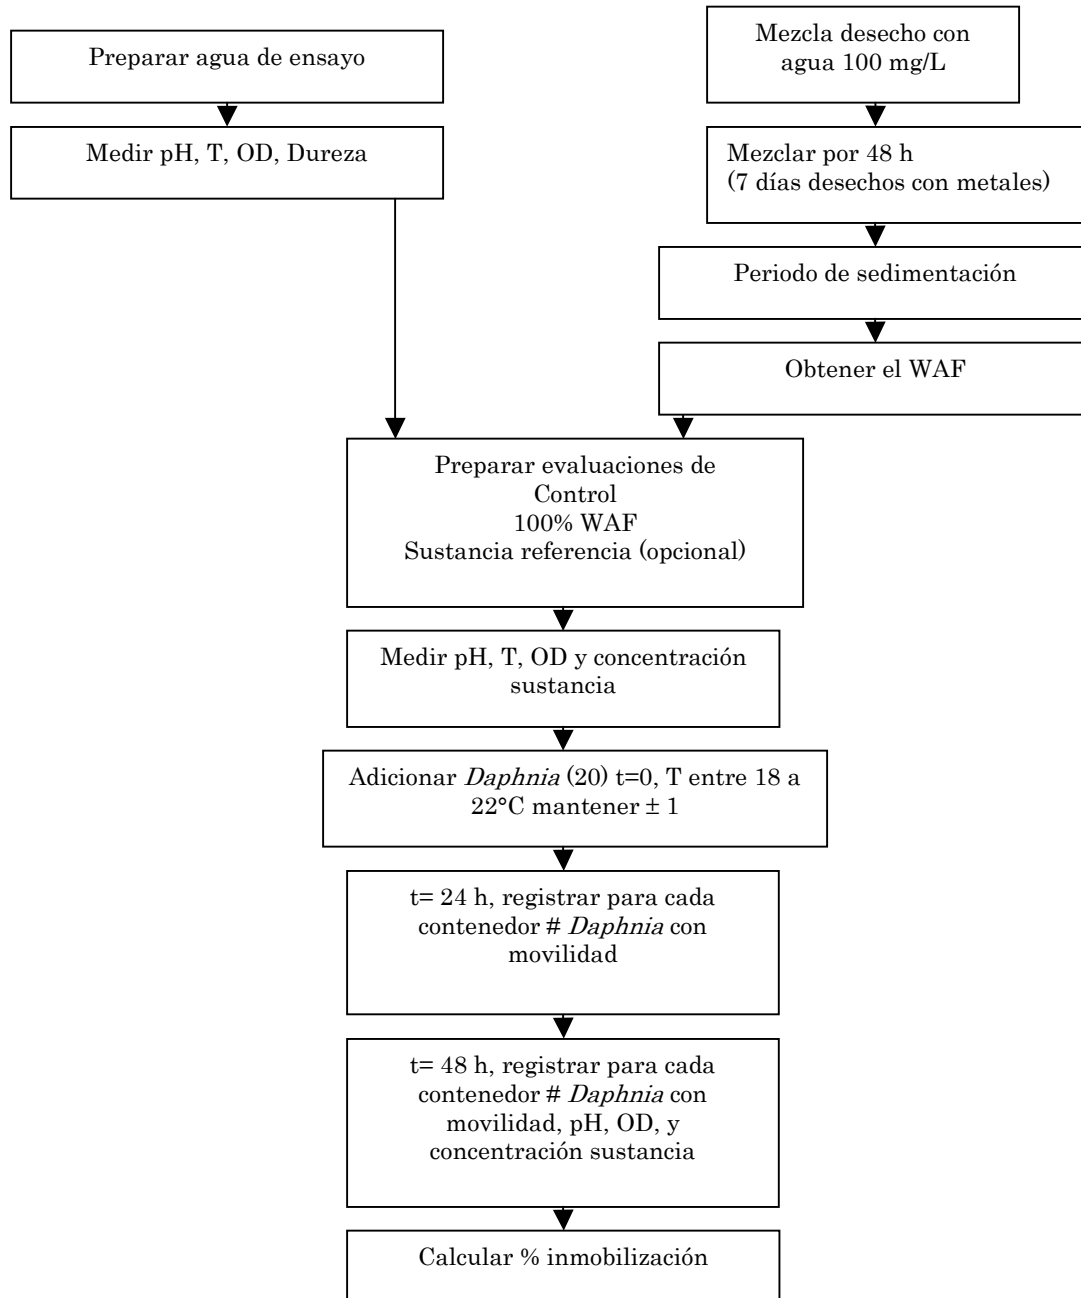 Preparar agua de ensayo
Medir pH, T, OD, Dureza
Mezcla desecho con
agua 100 mg/L
Mezclar por 48 h
(7 días desechos con metales)
Periodo de sedimentación
Obtener el WAF
Preparar evaluaciones de
Control
100% WAF
Sustancia referencia (opcional)
Medir pH, T, OD y concentración
sustancia
Adicionar Daphnia (20) t=0, T entre 18 a
22°C mantener ± 1
t= 24 h, registrar para cada
contenedor # Daphnia con
movilidad
t= 48 h, registrar para cada
contenedor # Daphnia con
movilidad, pH, OD, y
concentración sustancia
Calcular % inmobilización